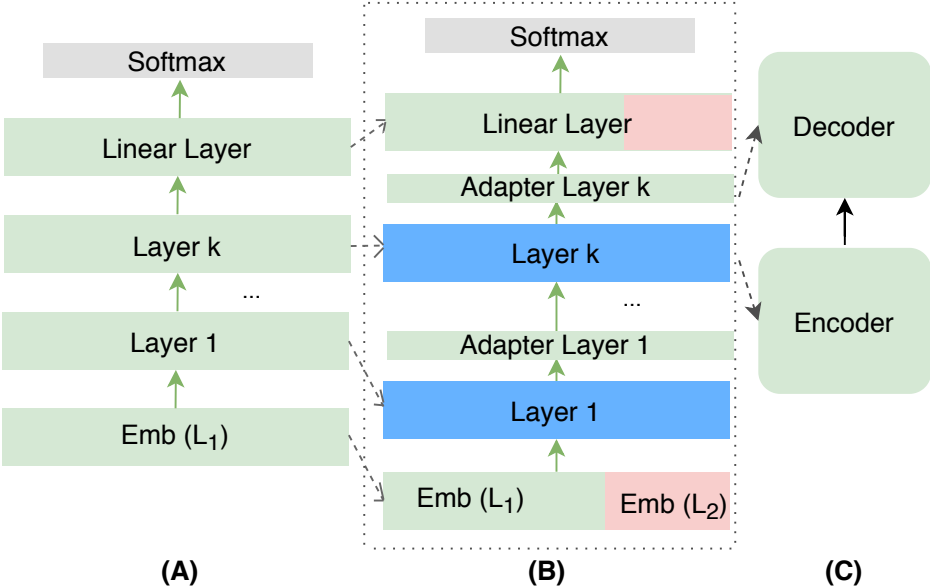 Softmax
Linear Layer
Layer k
...
Layer 1
Emb (L₁)
(A)
Softmax
Linear Layer
Adapter Layer k
Layer k
...
Adapter Layer 1
Layer 1
Emb (L₁) Emb (L₂)
(B)
Decoder
Encoder
(C)